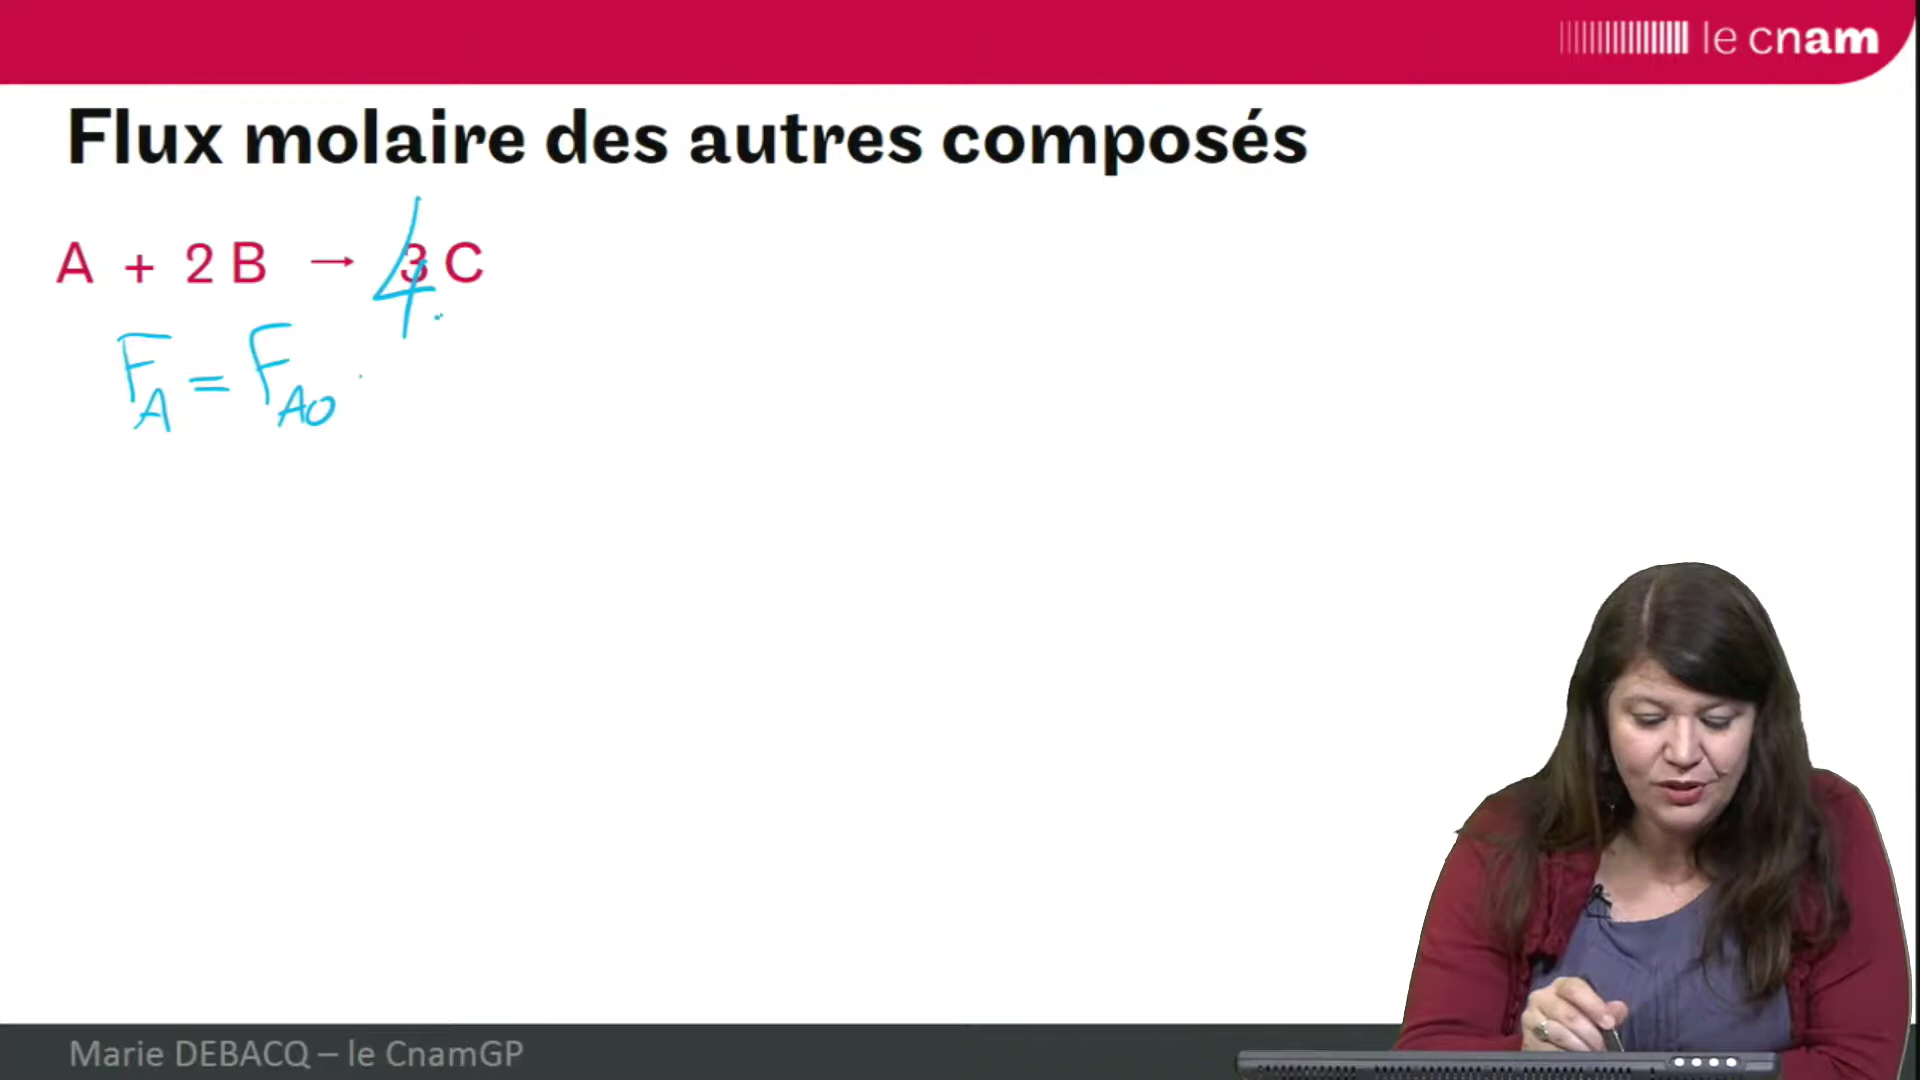 le cnam
Flux molaire des autres composés
A + 2 B → 3 C
4
F_A = F_A0
Marie DEBACQ – le CnamGP